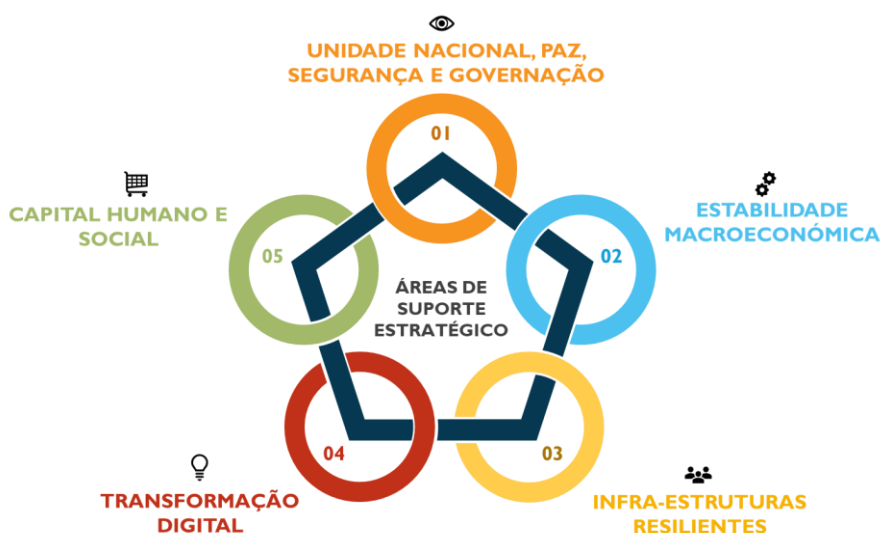 UNIDADE NACIONAL, PAZ,
SEGURANÇA E GOVERNAÇÃO
01
ESTABILIDADE
MACROECONÓMICA
02
INFRA-ESTRUTURAS
RESILIENTES
03
TRANSFORMAÇÃO
DIGITAL
04
CAPITAL HUMANO E
SOCIAL
05
ÁREAS DE
SUPORTE
ESTRATÉGICO